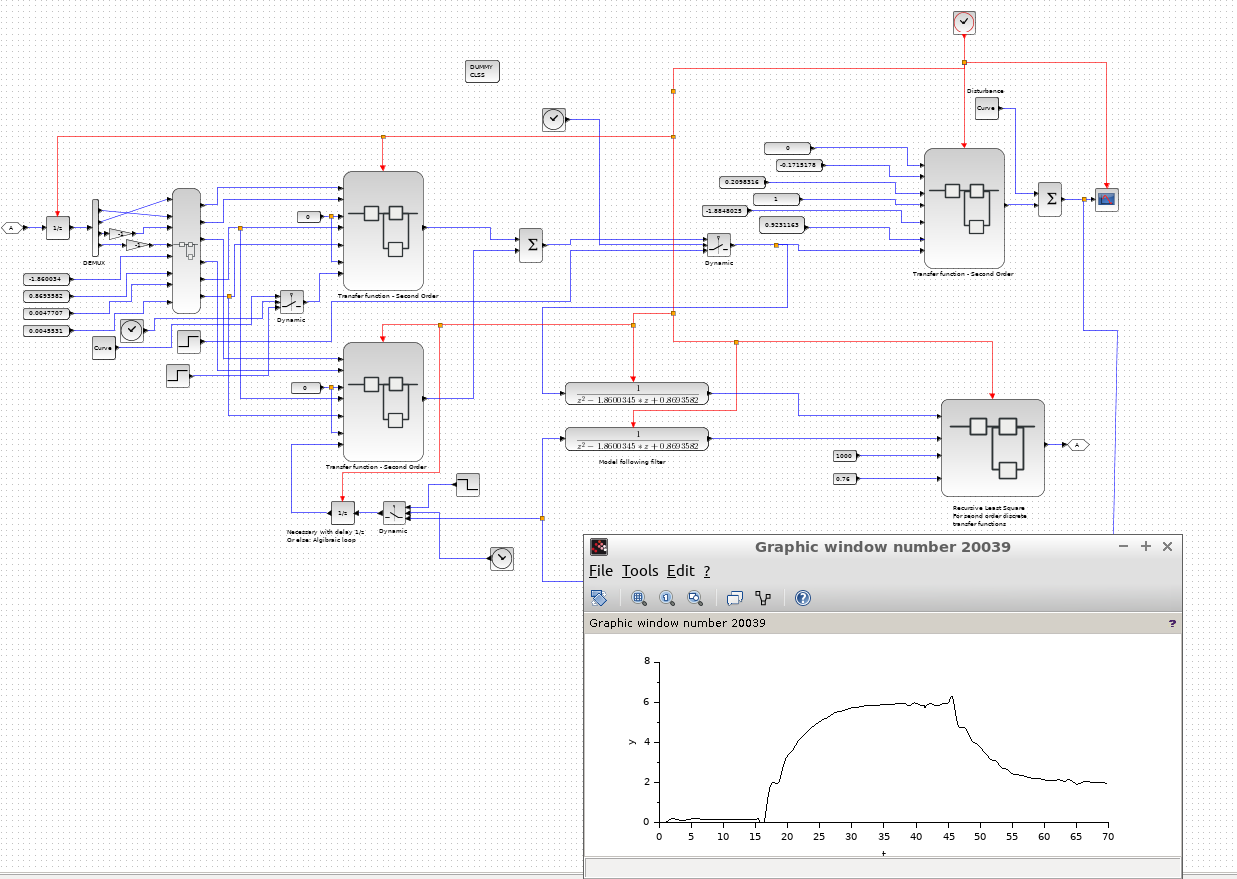 DUMMY
CLSS
Disturbance
Curve
0
-0.1715178
0.2098316
1
-1.8848025
0.9231163
Σ
Transfer function - Second Order
A
1/z
DEMUX
0
Transfer function - Second Order
Σ
Dynamic
-1.860034
0.8693582
0.0047707
0.0045531
Dynamic
Curve
0
Transfer function - Second Order
1
z² − 1.8600345 * z + 0.8693582
1
z² − 1.8600345 * z + 0.8693582
Model following filter
1000
0.76
A
Recursive Least Square
For second order discrete
transfer functions
1/z
Dynamic
Necessary with delay 1/z
Or else: Algibraic loop
Graphic window number 20039
File Tools Edit ?
Graphic window number 20039 ?
8
6
4
2
0
y
0 5 10 15 20 25 30 35 40 45 50 55 60 65 70
t